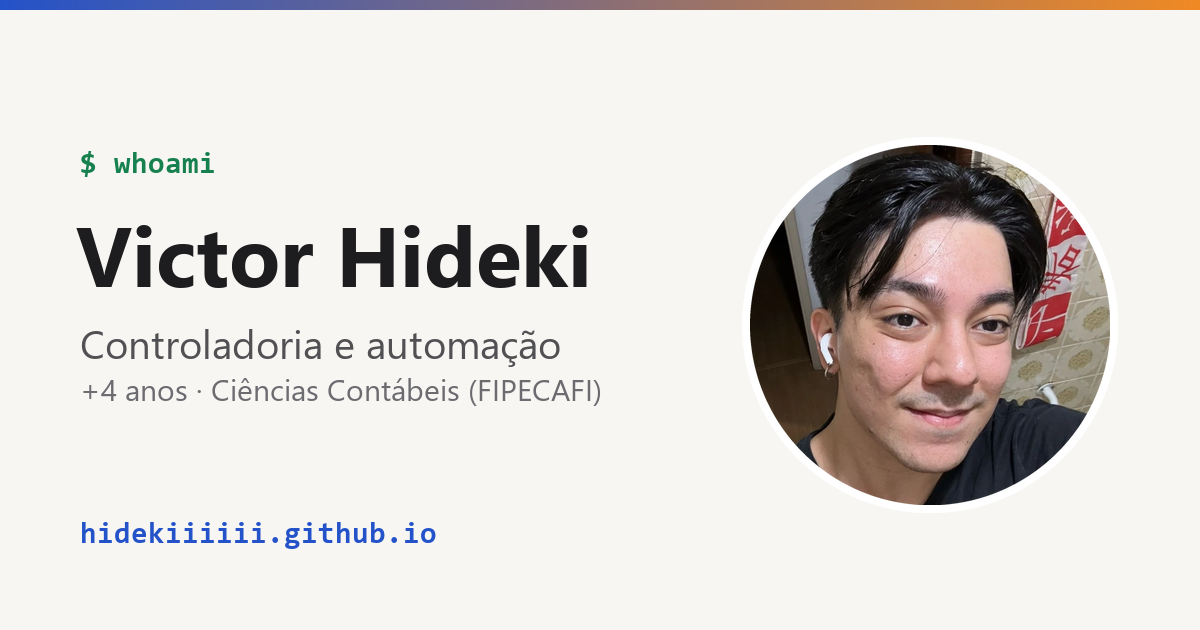 $ whoami
Victor Hideki
Controladoria e automação
+4 anos · Ciências Contábeis (FIPECAFI)
hidekiiiiii.github.io